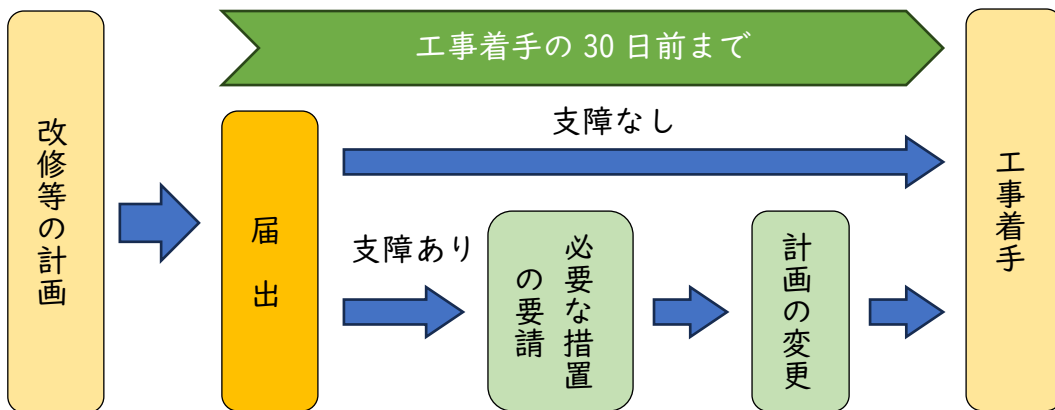 工事着手の30日前まで
改修等の計画
届出
支障なし
支障あり
必要な措置
の要請
計画の変更
工事着手